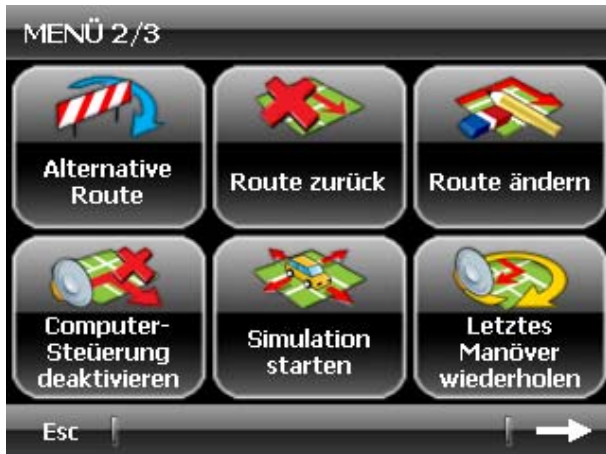 MENÜ 2/3
Alternative
Route
Route zurück
Route ändern
Computer-
Steüerung
deaktivieren
Simulation
starten
Letztes
Manöver
wiederholen
Esc